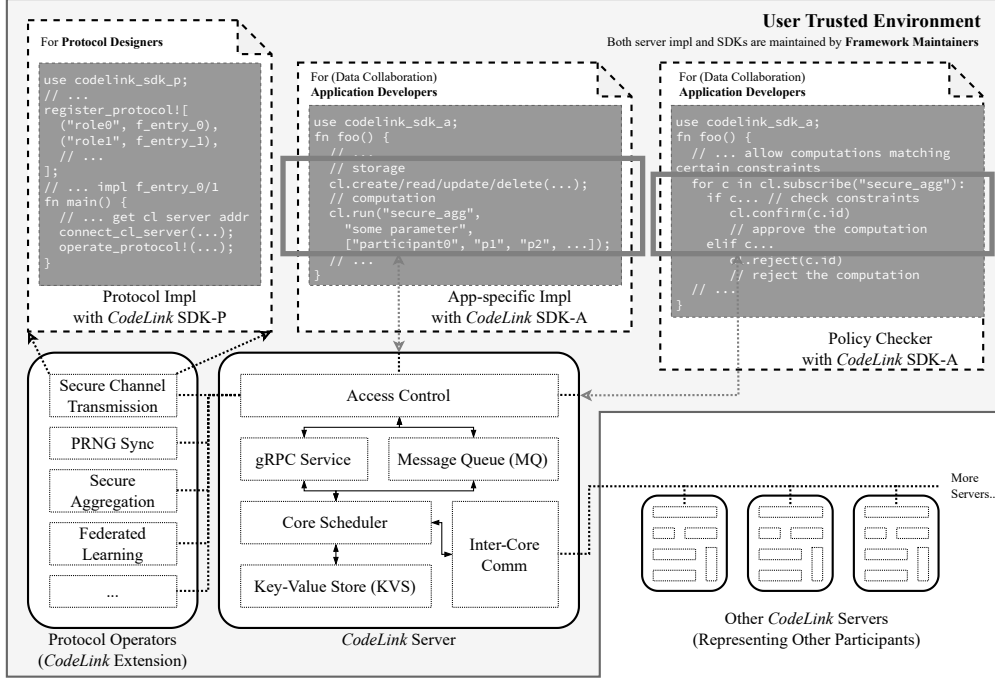 User Trusted Environment
Both server impl and SDKs are maintained by Framework Maintainers
For Protocol Designers
use codelink_sdk_p;
// ...
register_protocol![
("role0", f_entry_0),
("role1", f_entry_1),
// ...
];
// ... impl f_entry_0/1
fn main() {
// ... get cl server addr
connect_cl_server(...);
operate_protocol!(...);
}
Protocol Impl
with CodeLink SDK-P
For (Data Collaboration)
Application Developers
use codelink_sdk_a;
fn foo() {
// ...
// storage
cl.create/read/update/delete(...);
// computation
cl.run("secure_agg",
"some parameter",
["participant0", "p1", "p2", ...]);
// ...
}
App-specific Impl
with CodeLink SDK-A
For (Data Collaboration)
Application Developers
use codelink_sdk_a;
fn foo() {
// ... allow computations matching
certain constraints
for c in cl.subscribe("secure_agg"):
if c... // check constraints
cl.confirm(c.id)
// approve the computation
elif c...
cl.reject(c.id)
// reject the computation
// ...
}
Policy Checker
with CodeLink SDK-A
Secure Channel
Transmission
PRNG Sync
Secure
Aggregation
Federated
Learning
...
Protocol Operators
(CodeLink Extension)
Access Control
gRPC Service
Message Queue (MQ)
Core Scheduler
Inter-Core
Comm
Key-Value Store (KVS)
CodeLink Server
More
Servers...
Other CodeLink Servers
(Representing Other Participants)